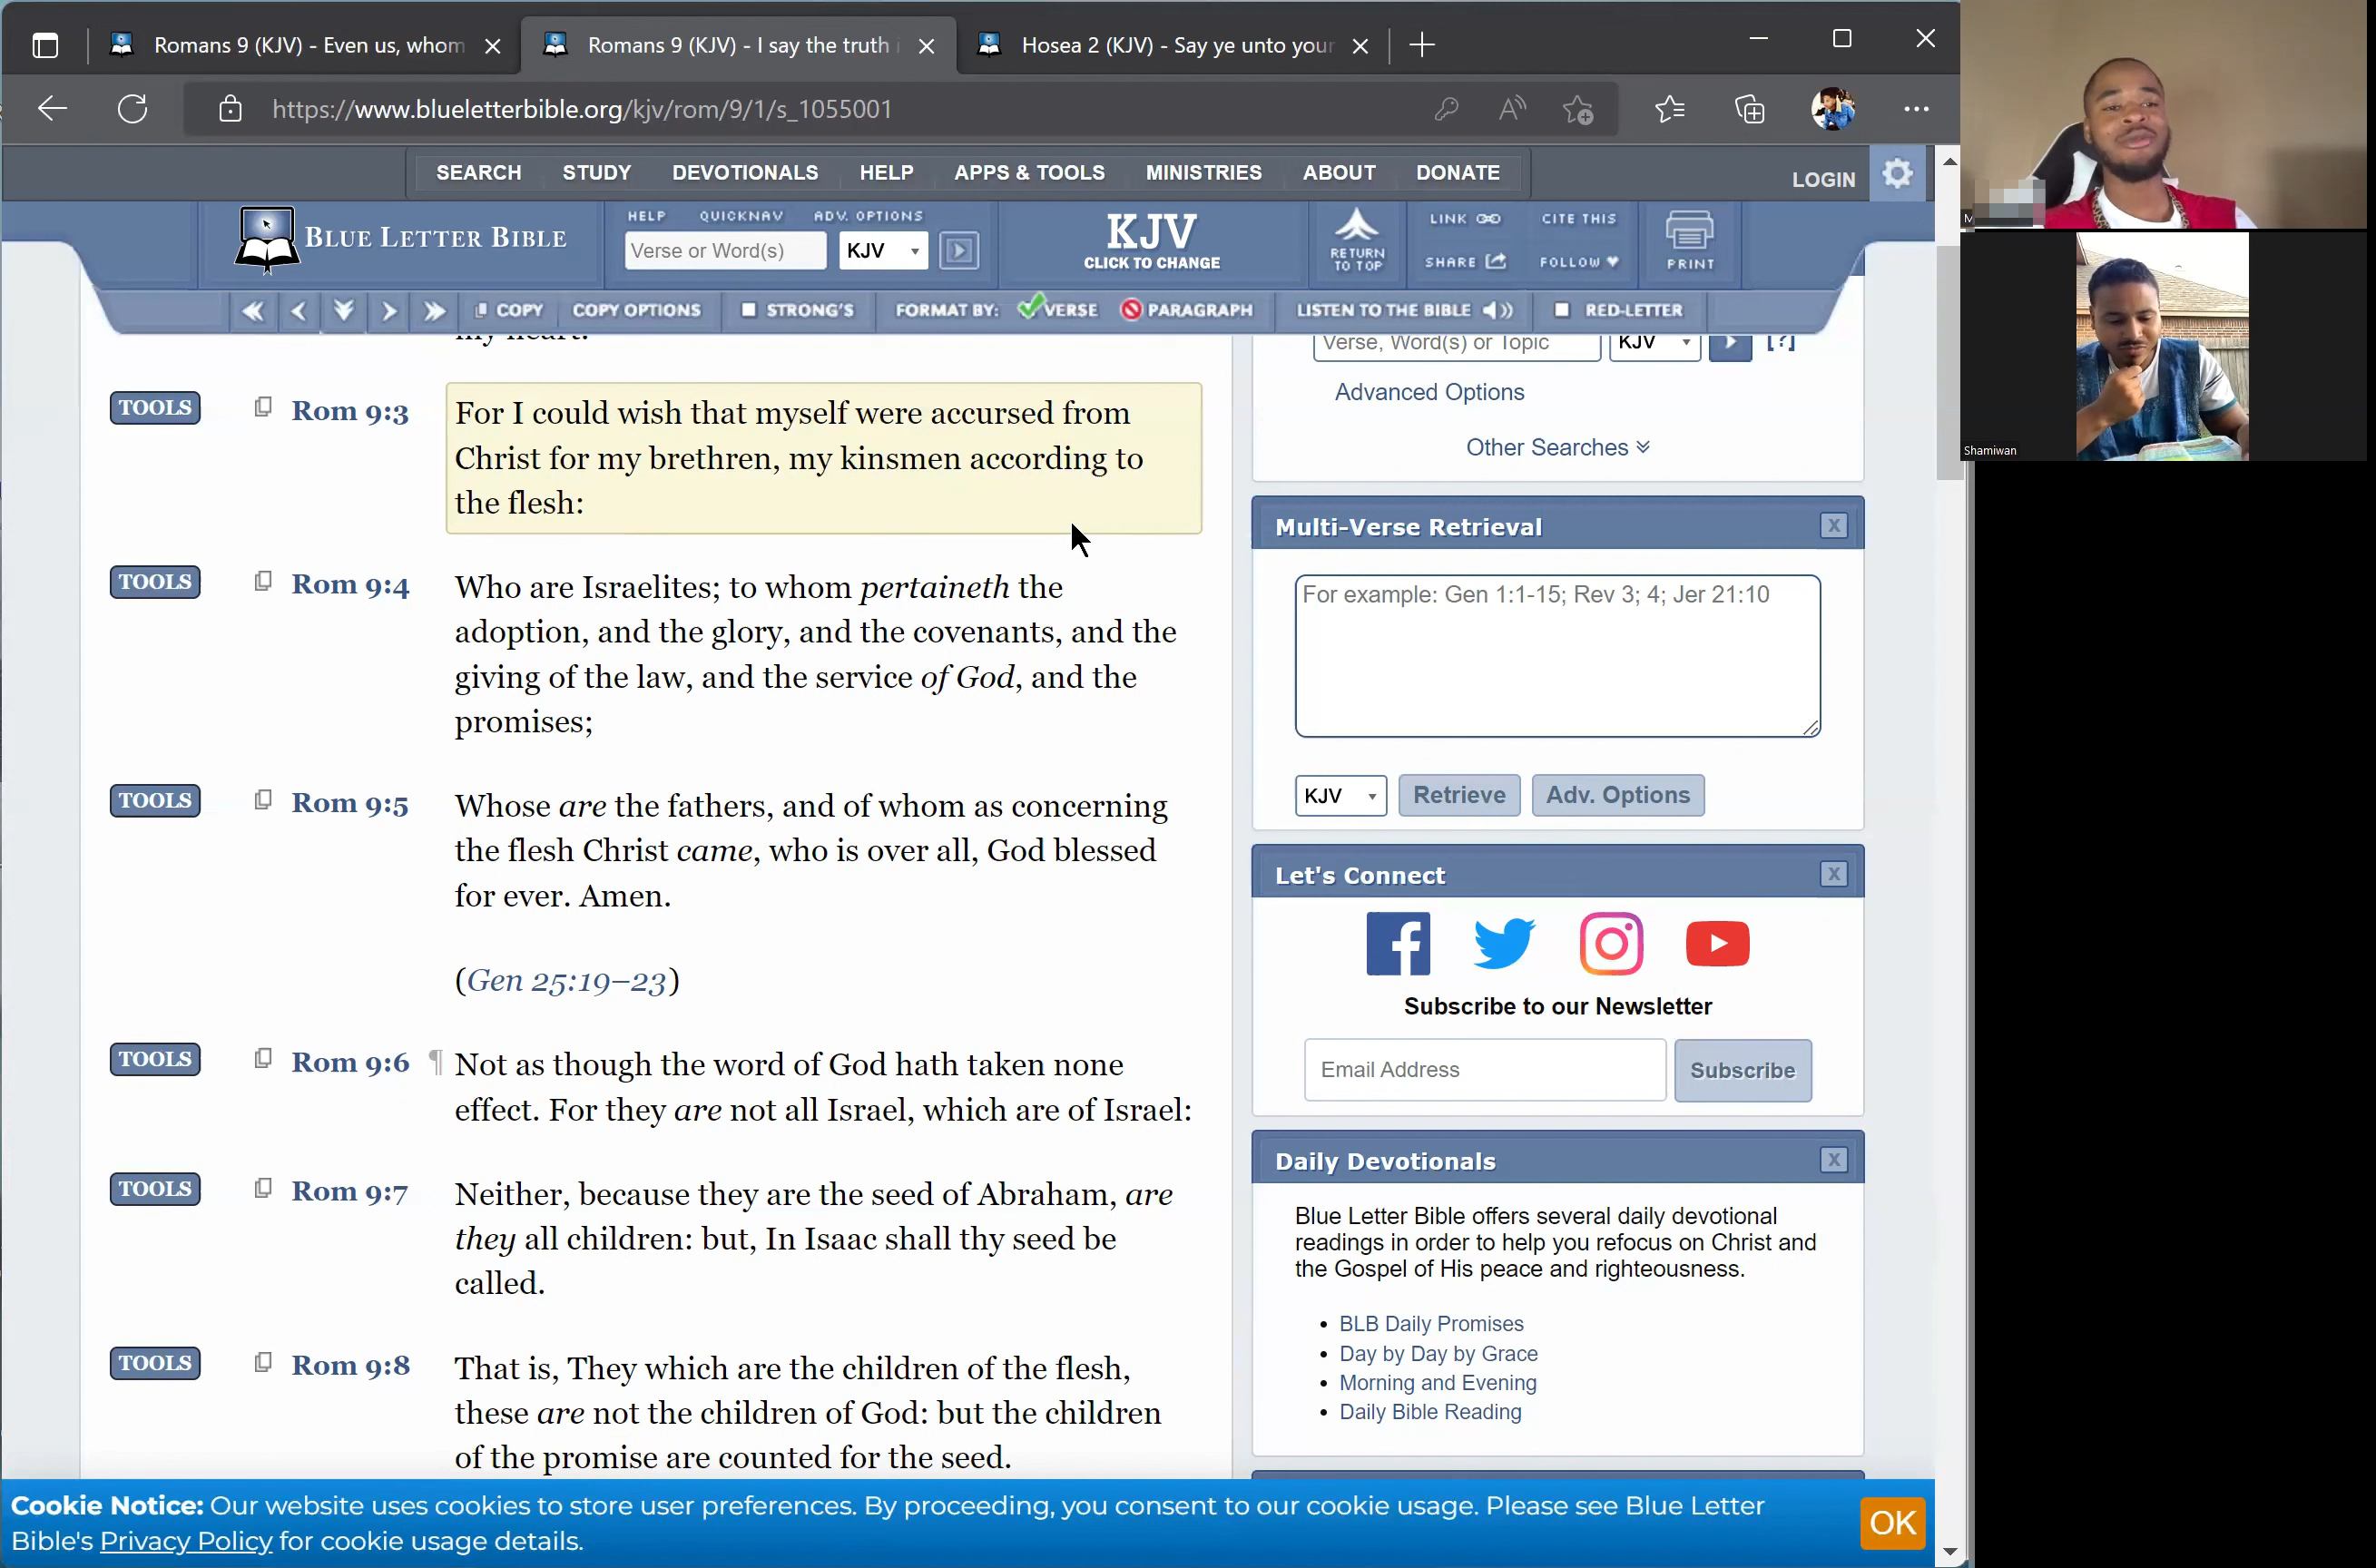 Romans 9 (KJV) - Even us, whom
Romans 9 (KJV) - I say the truth i
Hosea 2 (KJV) - Say ye unto your
https://www.blueletterbible.org/kjv/rom/9/1/s_1055001
SEARCH STUDY DEVOTIONALS HELP APPS & TOOLS MINISTRIES ABOUT DONATE
LOGIN
BLUE LETTER BIBLE
HELP QUICKNAV ADV. OPTIONS
Verse or Word(s)
KJV
KJV
CLICK TO CHANGE
RETURN
TO TOP
LINK
CITE THIS
SHARE
FOLLOW
PRINT
COPY COPY OPTIONS STRONG'S FORMAT BY: VERSE PARAGRAPH LISTEN TO THE BIBLE RED-LETTER
my heart.
TOOLS Rom 9:3
For I could wish that myself were accursed from
Christ for my brethren, my kinsmen according to
the flesh:
TOOLS Rom 9:4
Who are Israelites; to whom pertaineth the
adoption, and the glory, and the covenants, and the
giving of the law, and the service of God, and the
promises;
TOOLS Rom 9:5
Whose are the fathers, and of whom as concerning
the flesh Christ came, who is over all, God blessed
for ever. Amen.
(Gen 25:19–23)
TOOLS Rom 9:6
¶ Not as though the word of God hath taken none
effect. For they are not all Israel, which are of Israel:
TOOLS Rom 9:7
Neither, because they are the seed of Abraham, are
they all children: but, In Isaac shall thy seed be
called.
TOOLS Rom 9:8
That is, They which are the children of the flesh,
these are not the children of God: but the children
of the promise are counted for the seed.
Verse, Word(s) or Topic
KJV
[?]
Advanced Options
Other Searches
Multi-Verse Retrieval
X
For example: Gen 1:1-15; Rev 3; 4; Jer 21:10
KJV
Retrieve
Adv. Options
Let's Connect
X
Subscribe to our Newsletter
Email Address
Subscribe
Daily Devotionals
X
Blue Letter Bible offers several daily devotional
readings in order to help you refocus on Christ and
the Gospel of His peace and righteousness.
• BLB Daily Promises
• Day by Day by Grace
• Morning and Evening
• Daily Bible Reading
Cookie Notice: Our website uses cookies to store user preferences. By proceeding, you consent to our cookie usage. Please see Blue Letter
Bible's Privacy Policy for cookie usage details.
OK
M
Shamiwan